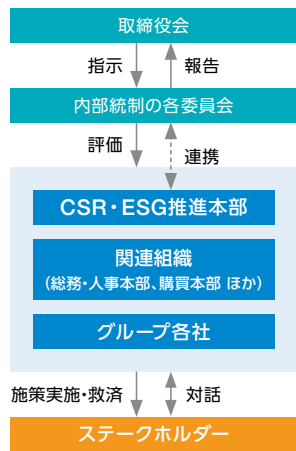 取締役会
指示
報告
内部統制の各委員会
評価
連携
CSR・ESG推進本部
関連組織
（総務・人事本部、購買本部 ほか）
グループ各社
施策実施・救済
対話
ステークホルダー